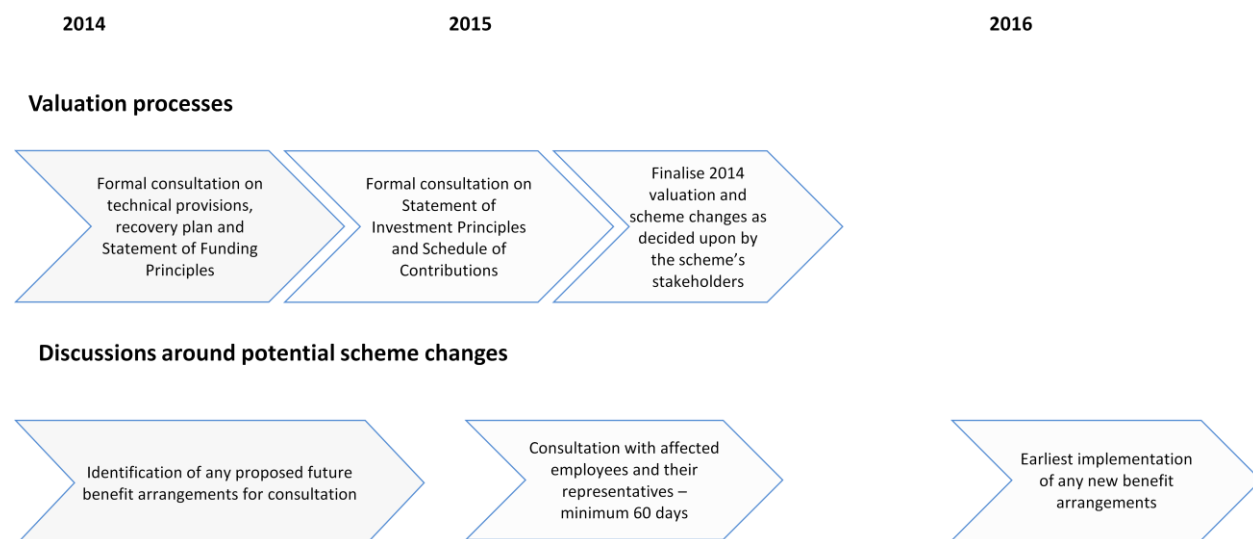 2014
2015
2016
Valuation processes
Formal consultation on
technical provisions,
recovery plan and
Statement of Funding
Principles
Formal consultation on
Statement of
Investment Principles
and Schedule of
Contributions
Finalise 2014
valuation and
scheme changes as
decided upon by
the scheme’s
stakeholders
Discussions around potential scheme changes
Identification of any proposed future
benefit arrangements for consultation
Consultation with affected
employees and their
representatives –
minimum 60 days
Earliest implementation
of any new benefit
arrangements